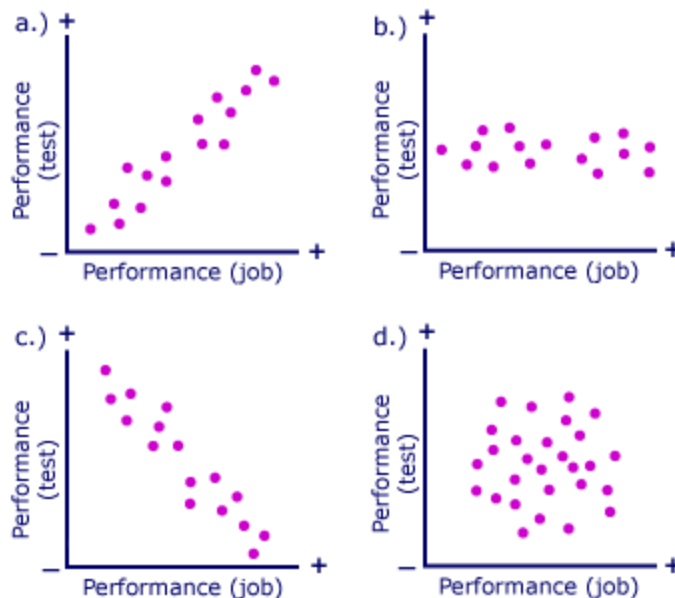 a.) +
Performance
(test)
– +
Performance (job)
b.) +
Performance
(test)
– +
Performance (job)
c.) +
Performance
(test)
– +
Performance (job)
d.) +
Performance
(test)
– +
Performance (job)